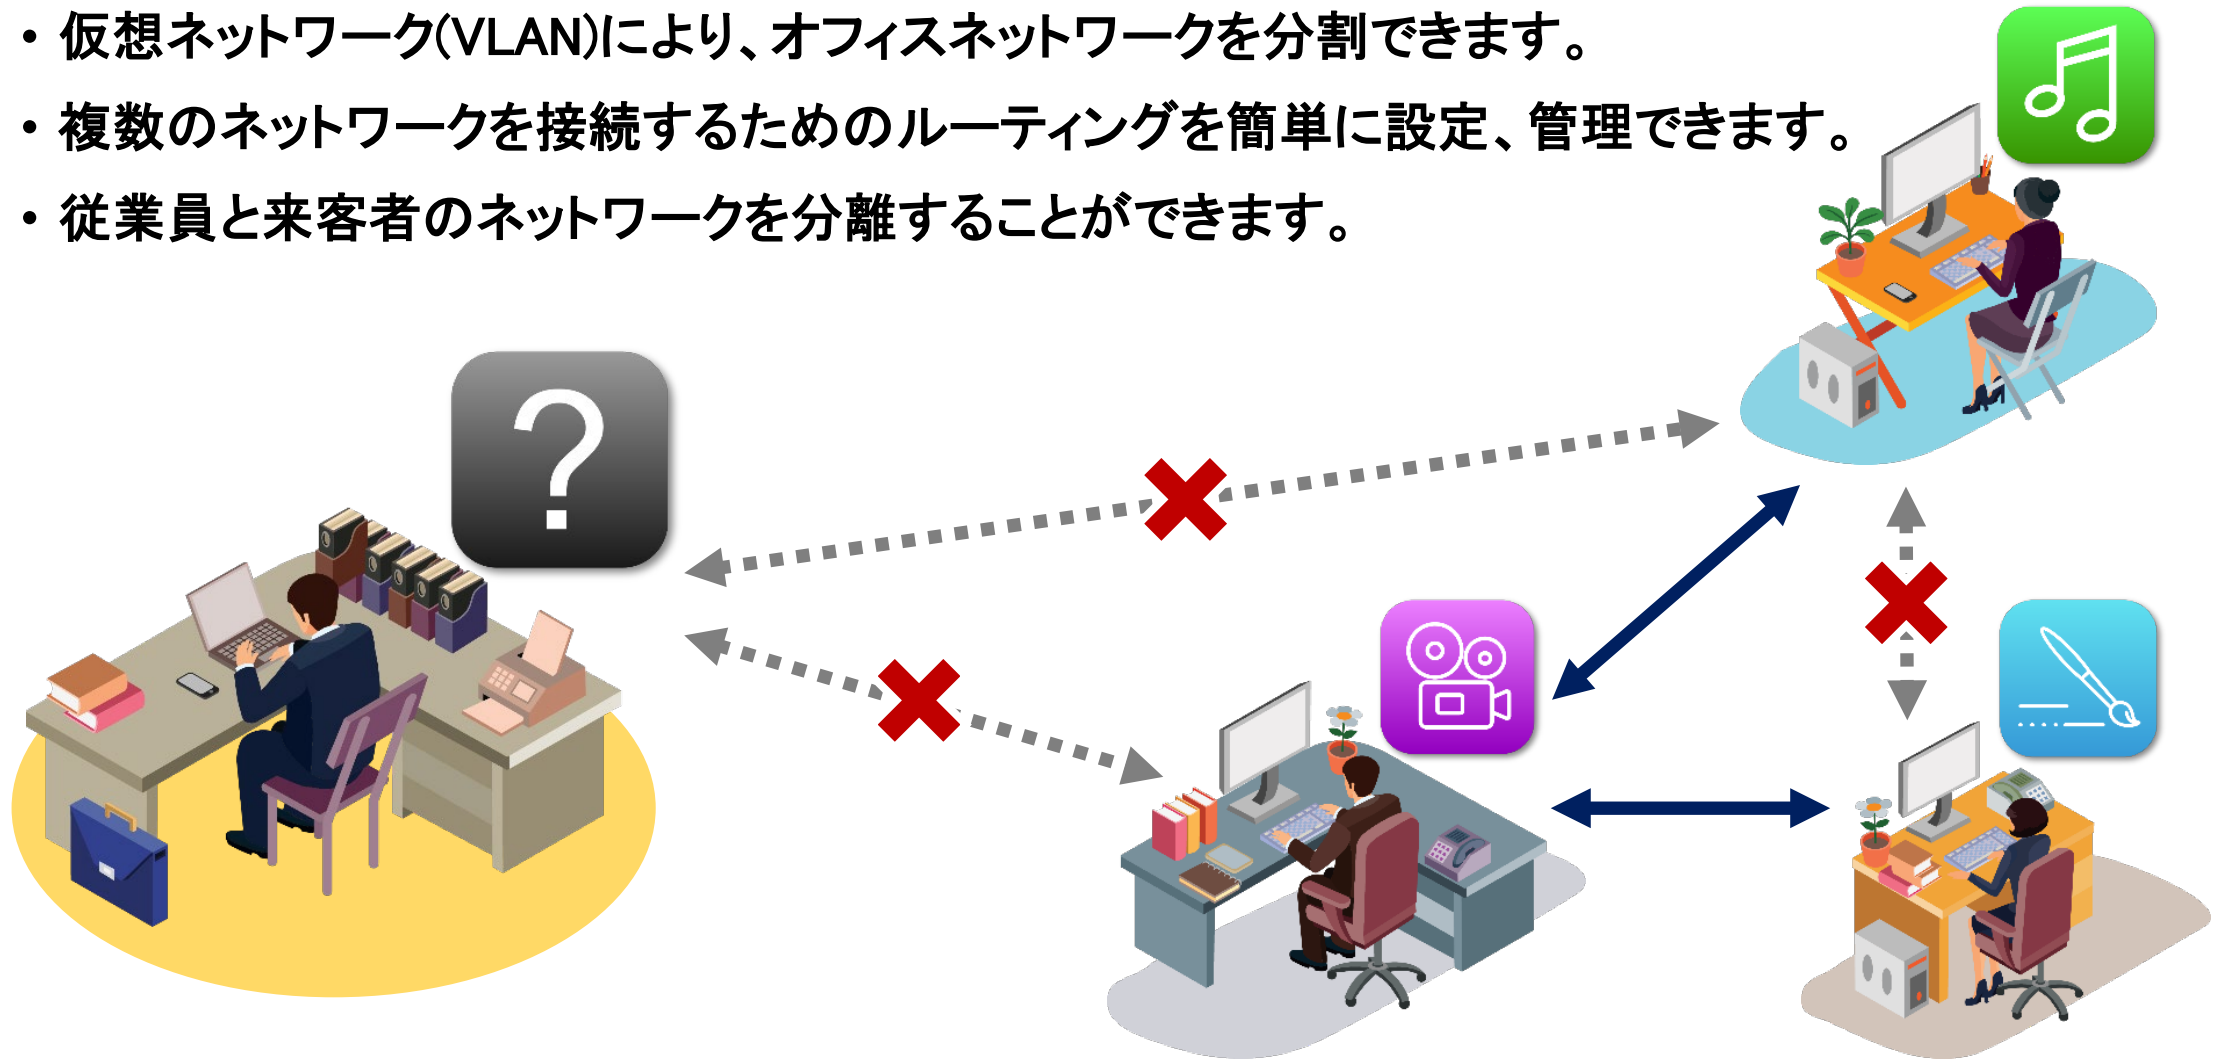 ・仮想ネットワーク(VLAN)により、オフィスネットワークを分割できます。
・複数のネットワークを接続するためのルーティングを簡単に設定、管理できます。
・従業員と来客者のネットワークを分離することができます。
?